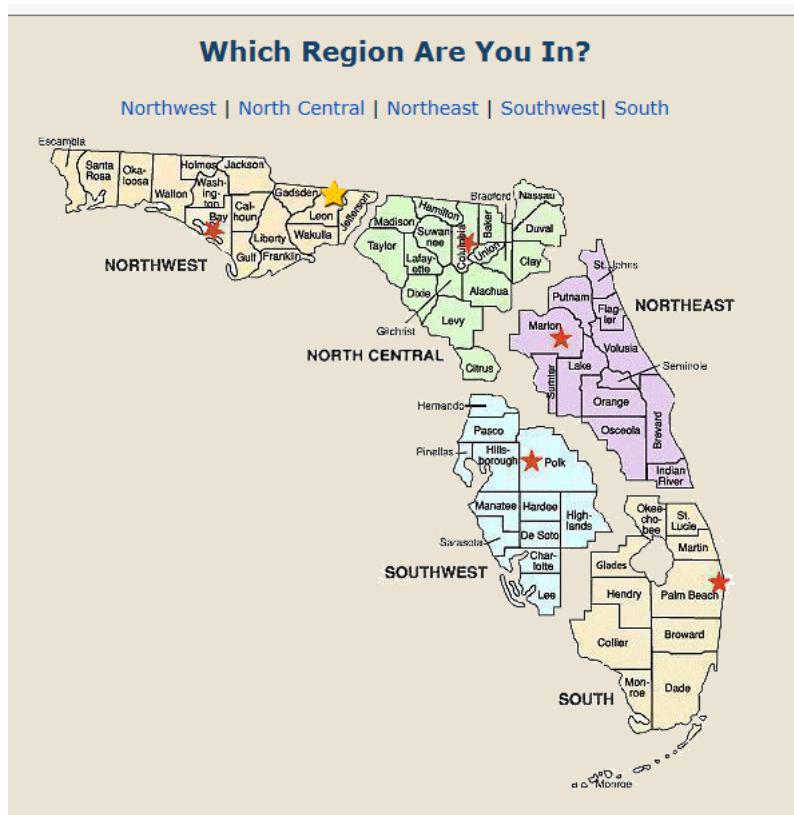 Which Region Are You In?
Northwest | North Central | Northeast | Southwest| South
Escambia
Santa
Rosa
Oka-
loosa
Walton
Holmes
Jackson
Wash-
ing-
ton
Bay
Cal-
houn
Gulf
Liberty
Franklin
Gadsden
Leon
Wakulla
Jefferson
NORTHWEST
Madison
Taylor
Hamilton
Suwan-
nee
Lafay-
ette
Dixie
Columbia
Baker
Union
Bradford
Nassau
Duval
Clay
Alachua
Gilchrist
Levy
Citrus
NORTH CENTRAL
St. Johns
Putnam
Flag-
ler
NORTHEAST
Marion
Volusia
Sumter
Lake
Seminole
Orange
Osceola
Brevard
Indian
River
Hernando
Pasco
Pinellas
Hills-
borough
Polk
Manatee
Hardee
High-
lands
Sarasota
De Soto
Char-
lotte
Lee
SOUTHWEST
Okee-
cho-
bee
St.
Lucie
Martin
Glades
Hendry
Palm Beach
Collier
Broward
Mon-
roe
Dade
SOUTH
Monroe